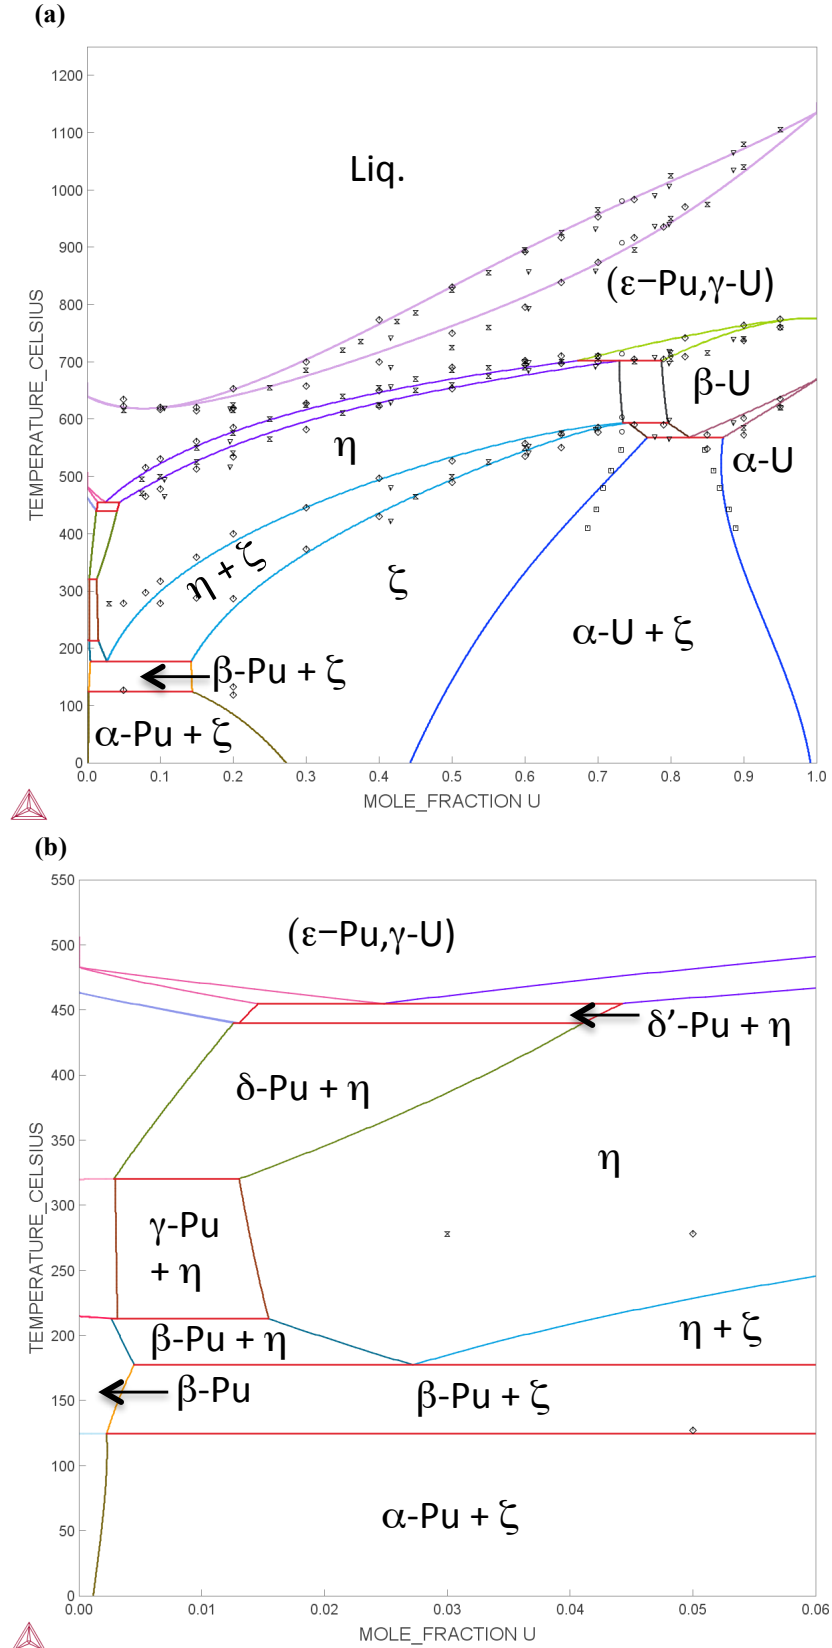 (a)
1200
1100
1000
900
800
700
600
500
400
300
200
100
0
TEMPERATURE_CELSIUS
Liq.
(ε−Pu,γ-U)
β-U
η
α-U
η + ζ
ζ
α-U + ζ
β-Pu + ζ
α-Pu + ζ
0.0 0.1 0.2 0.3 0.4 0.5 0.6 0.7 0.8 0.9 1.0
MOLE_FRACTION U
(b)
550
500
450
400
350
300
250
200
150
100
50
0
TEMPERATURE_CELSIUS
(ε−Pu,γ-U)
δ’-Pu + η
δ-Pu + η
η
γ-Pu
+ η
η + ζ
β-Pu + η
β-Pu
β-Pu + ζ
α-Pu + ζ
0.00 0.01 0.02 0.03 0.04 0.05 0.06
MOLE_FRACTION U